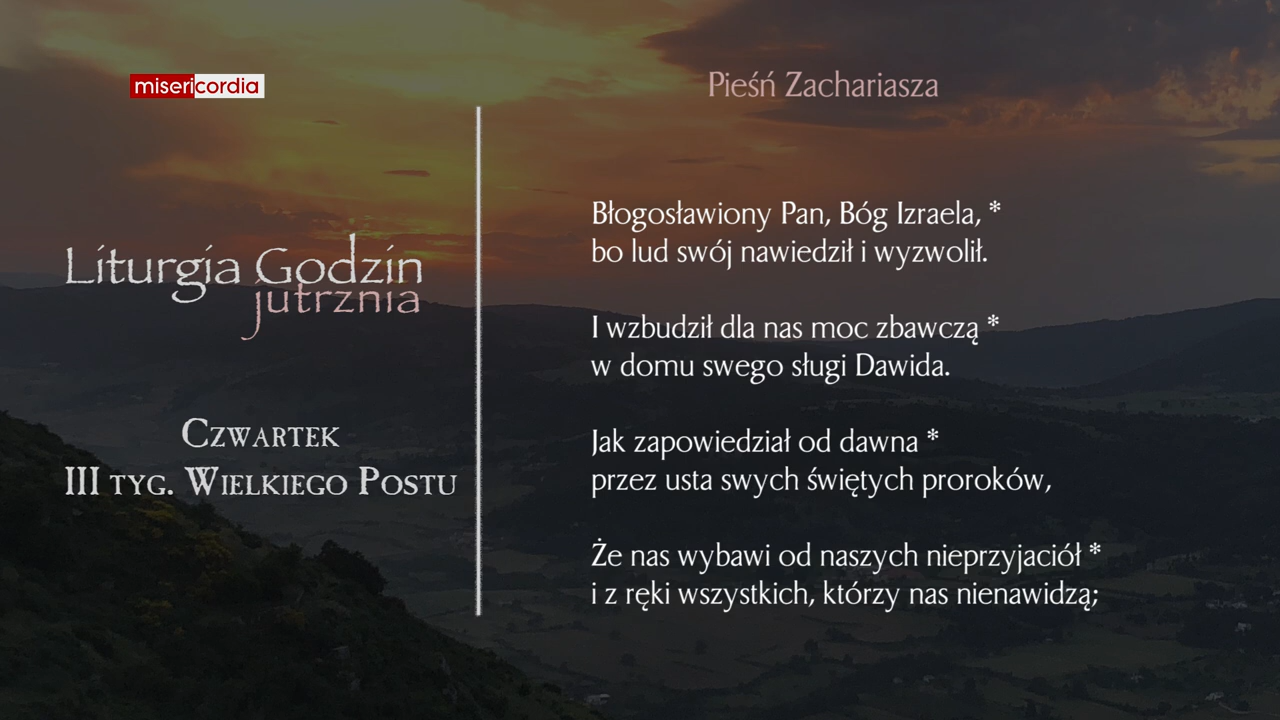 misericordia
Liturgia Godzin
jutrznia
Czwartek
III tyg. Wielkiego Postu
Pieśń Zachariasza
Błogosławiony Pan, Bóg Izraela, *
bo lud swój nawiedził i wyzwolił.
I wzbudził dla nas moc zbawczą *
w domu swego sługi Dawida.
Jak zapowiedział od dawna *
przez usta swych świętych proroków,
Że nas wybawi od naszych nieprzyjaciół *
i z ręki wszystkich, którzy nas nienawidzą;